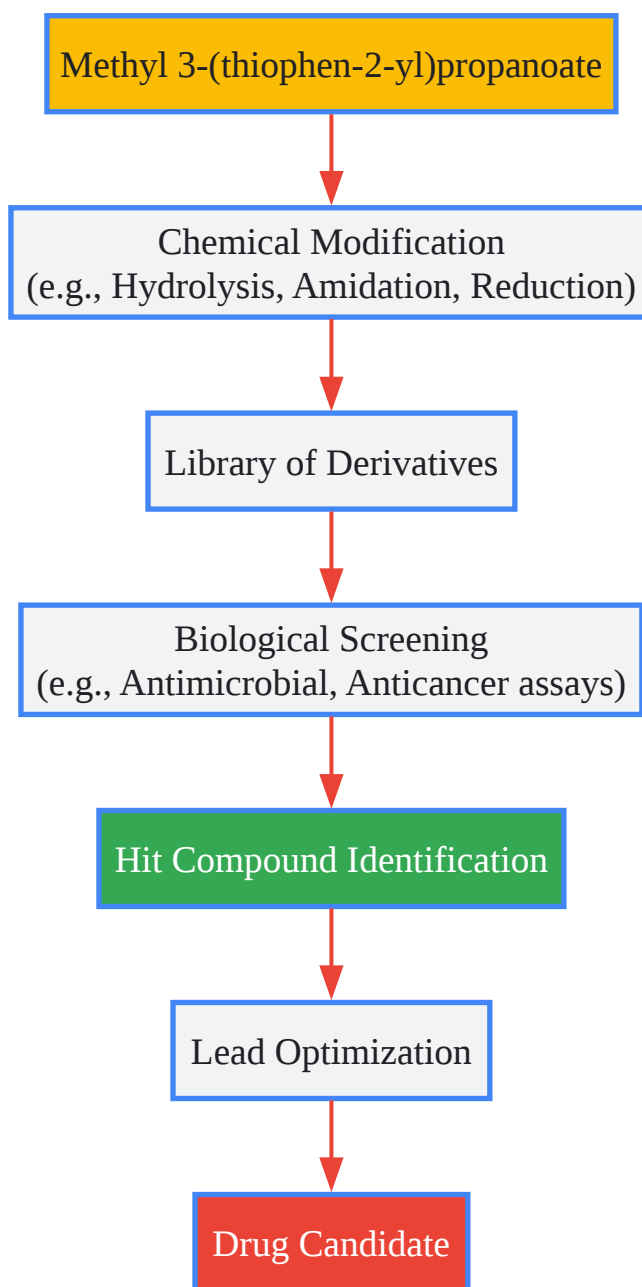 Methyl 3-(thiophen-2-yl)propanoate
Chemical Modification
(e.g., Hydrolysis, Amidation, Reduction)
Library of Derivatives
Biological Screening
(e.g., Antimicrobial, Anticancer assays)
Hit Compound Identification
Lead Optimization
Drug Candidate